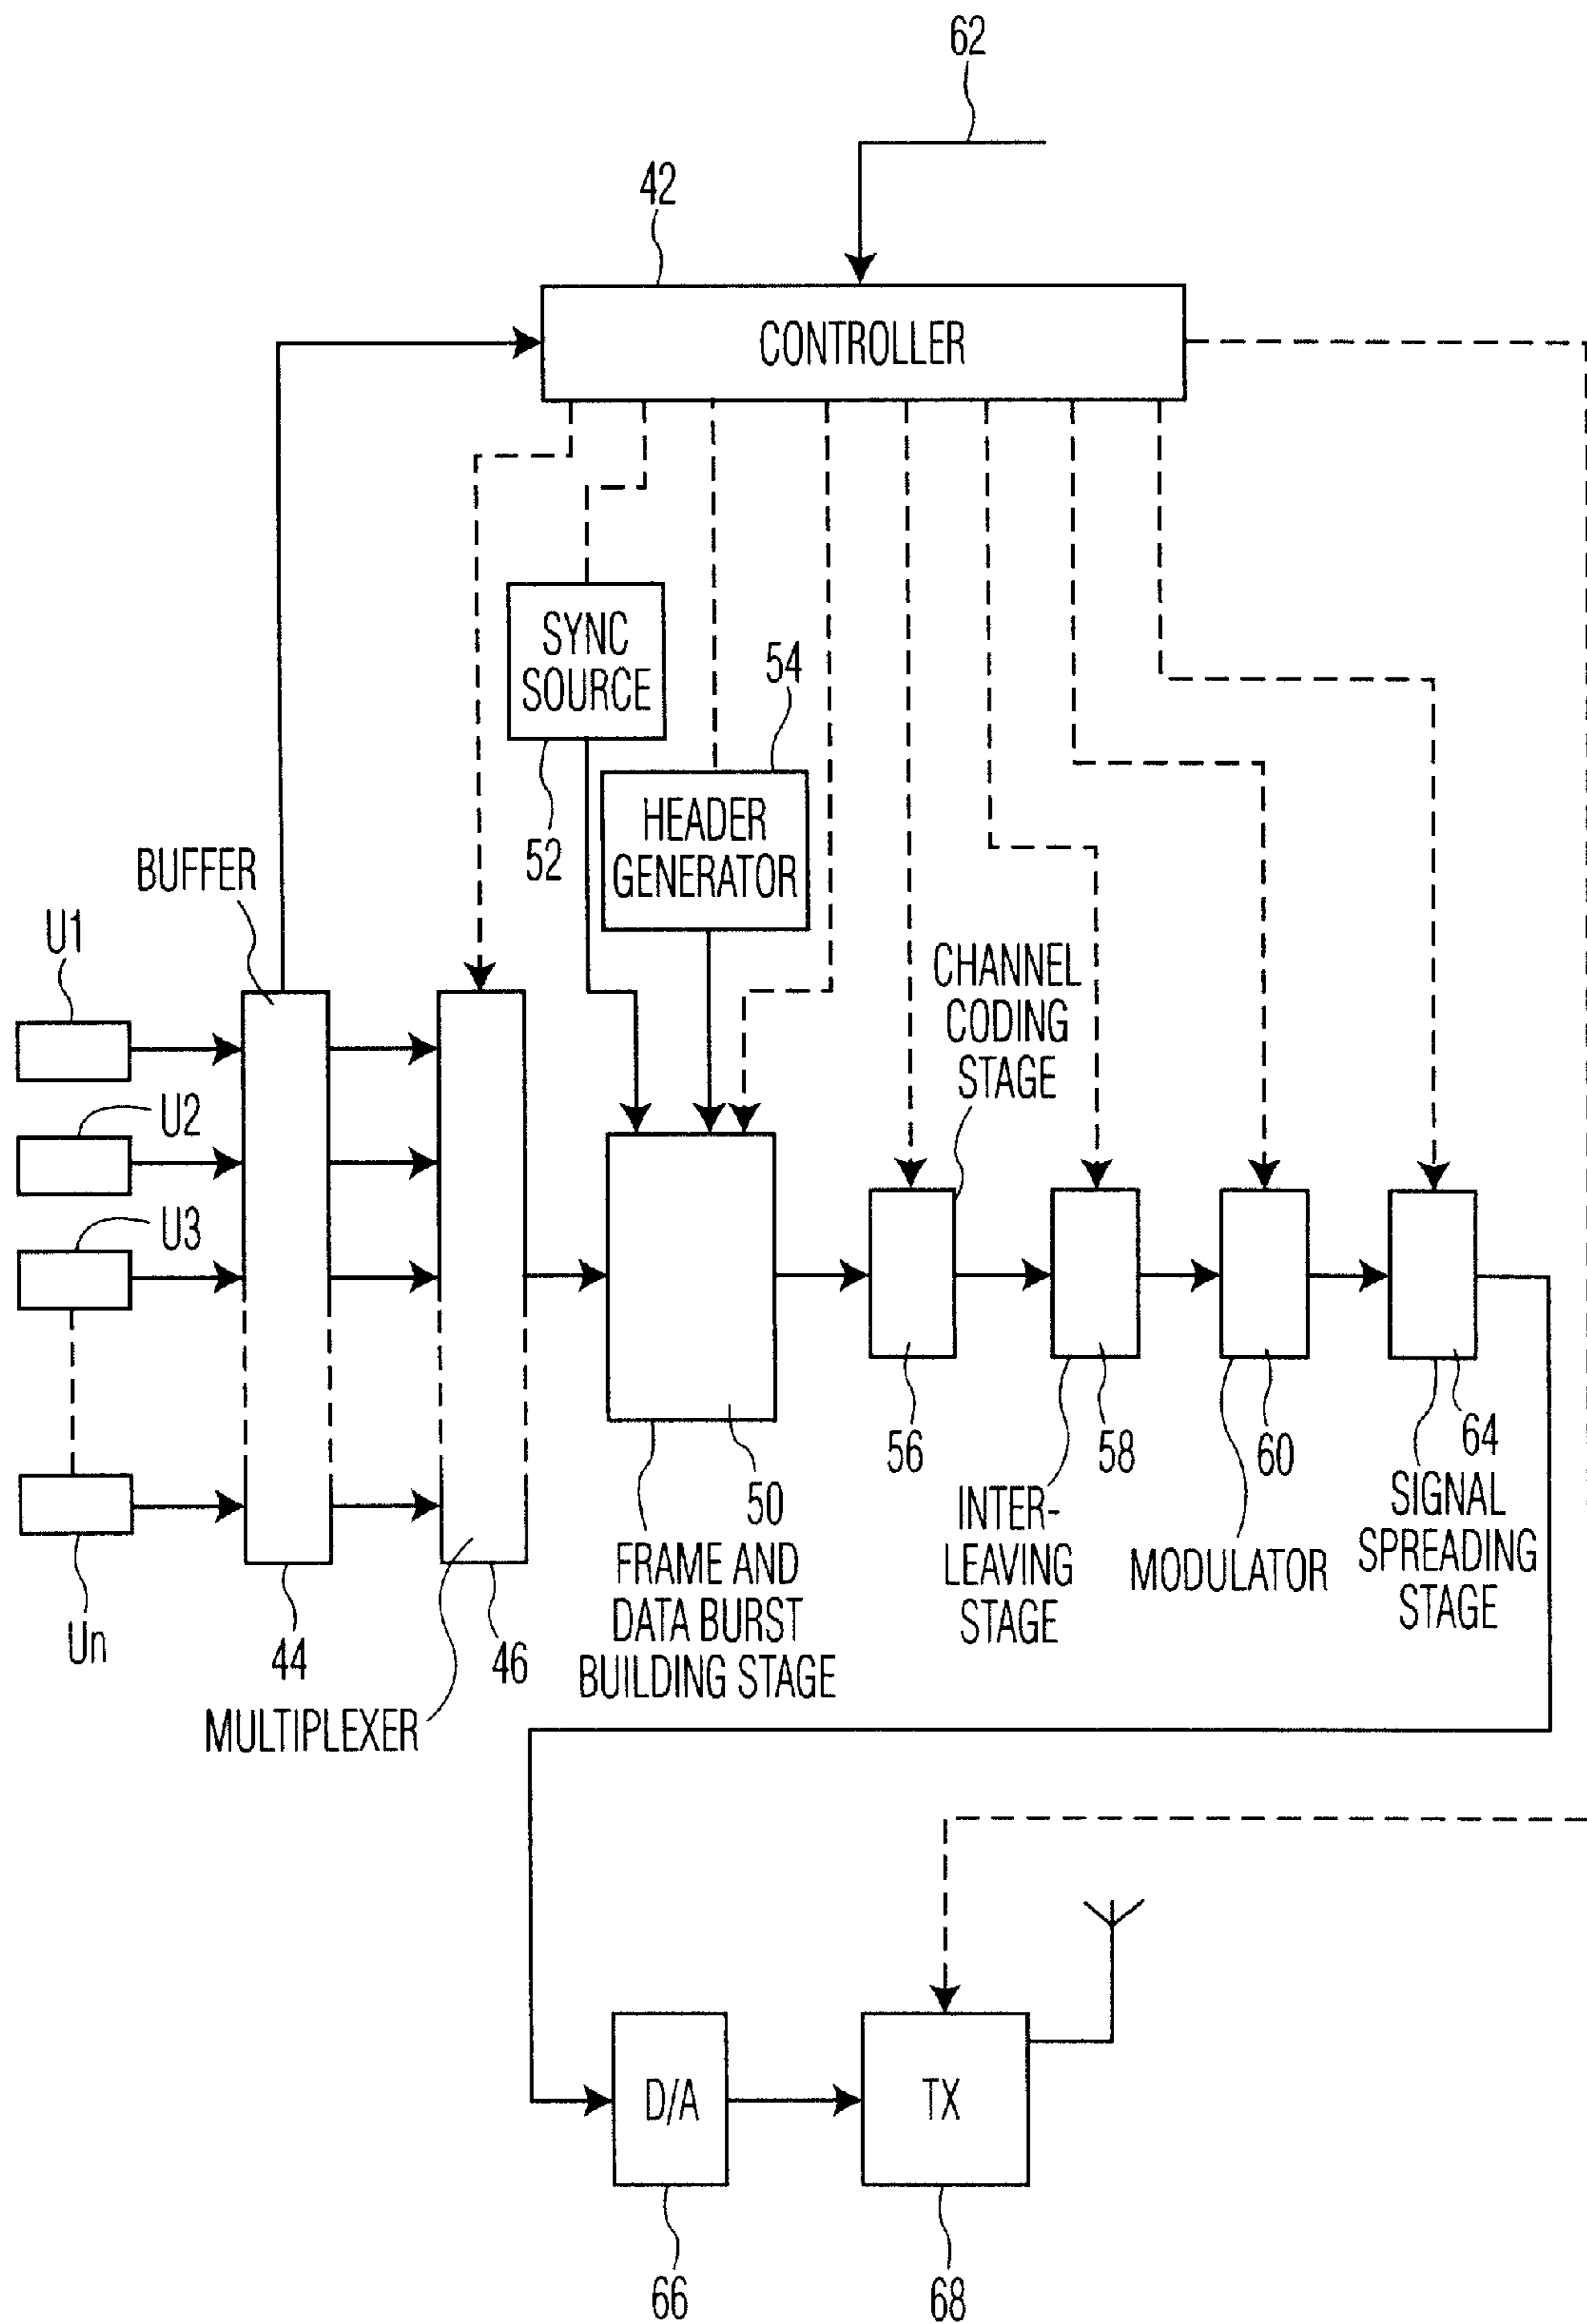 62
42
CONTROLLER
SYNC
SOURCE
52
54
HEADER
GENERATOR
BUFFER
U1
U2
U3
Un
CHANNEL
CODING
STAGE
44
MULTIPLEXER
46
50
FRAME AND
DATA BURST
BUILDING STAGE
56
58
INTER-
LEAVING
STAGE
60
MODULATOR
64
SIGNAL
SPREADING
STAGE
D/A
TX
66
68